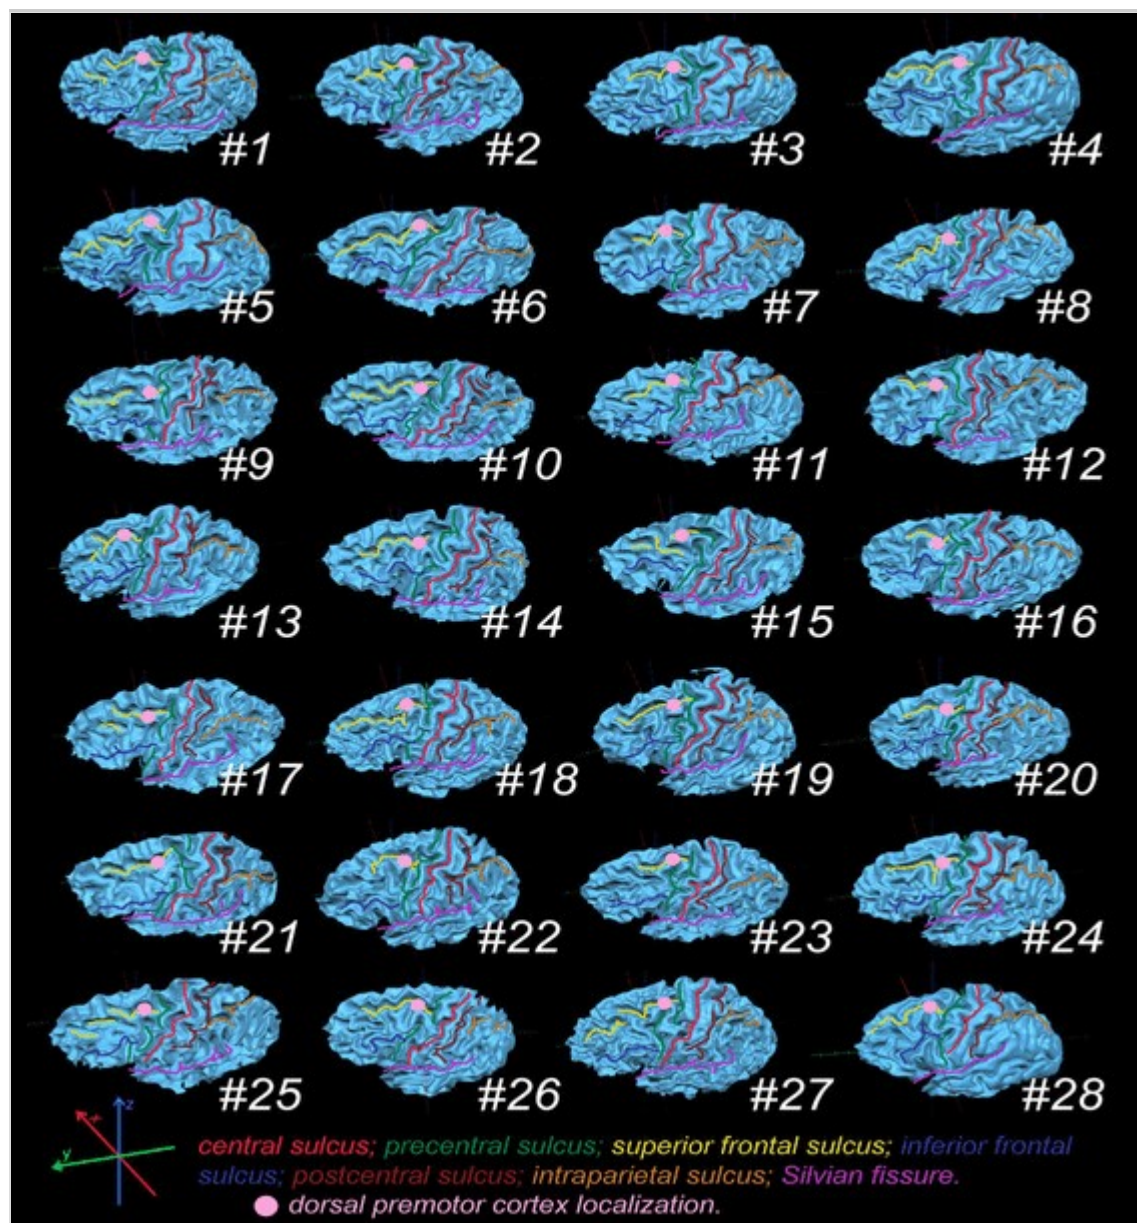 #1 #2 #3 #4
#5 #6 #7 #8
#9 #10 #11 #12
#13 #14 #15 #16
#17 #18 #19 #20
#21 #22 #23 #24
#25 #26 #27 #28
x z
y
central sulcus; precentral sulcus; superior frontal sulcus; inferior frontal
sulcus; postcentral sulcus; intraparietal sulcus; Silvian fissure.
dorsal premotor cortex localization.